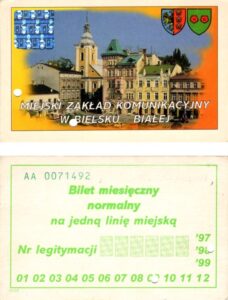 MIEJSKI ZAKŁAD KOMUNIKACYJNY
W BIELSKU BIAŁEJ
AA 0071492
Bilet miesięczny
normalny
na jedną linię miejską
'97
Nr legitymacji '98
'99
01 02 03 04 05 06 07 08 10 11 12